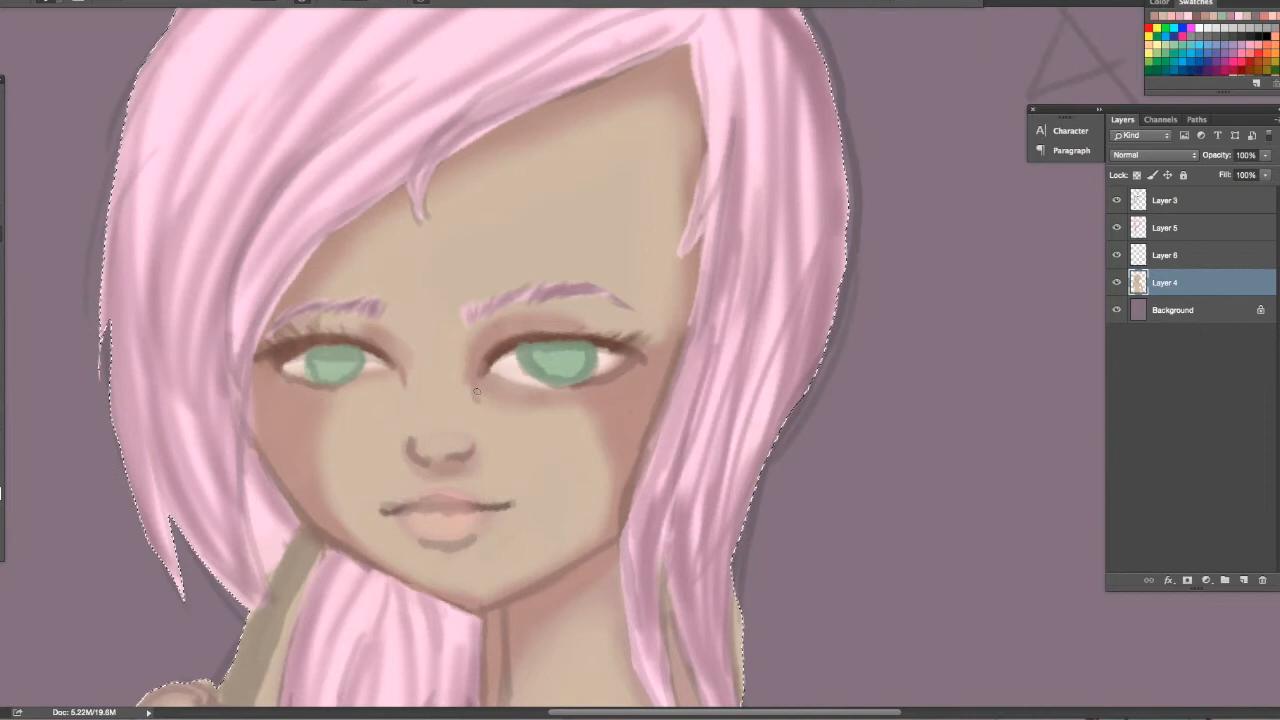 Color Swatches
Character
Paragraph
Layers Channels Paths
Kind
Normal Opacity: 100%
Lock: Fill: 100%
Layer 3
Layer 5
Layer 6
Layer 4
Background
fx
Doc: 5.22M/19.6M